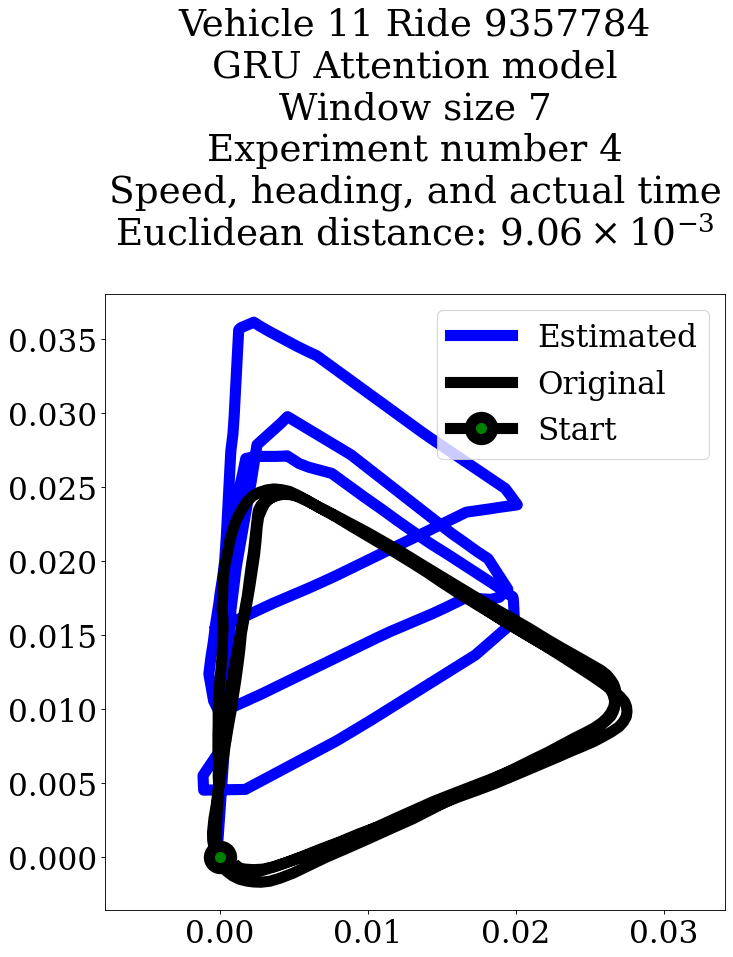 Vehicle 11 Ride 9357784
GRU Attention model
Window size 7
Experiment number 4
Speed, heading, and actual time
Euclidean distance: 9.06 × 10⁻³
Estimated
Original
Start
0.035
0.030
0.025
0.020
0.015
0.010
0.005
0.000
0.00 0.01 0.02 0.03